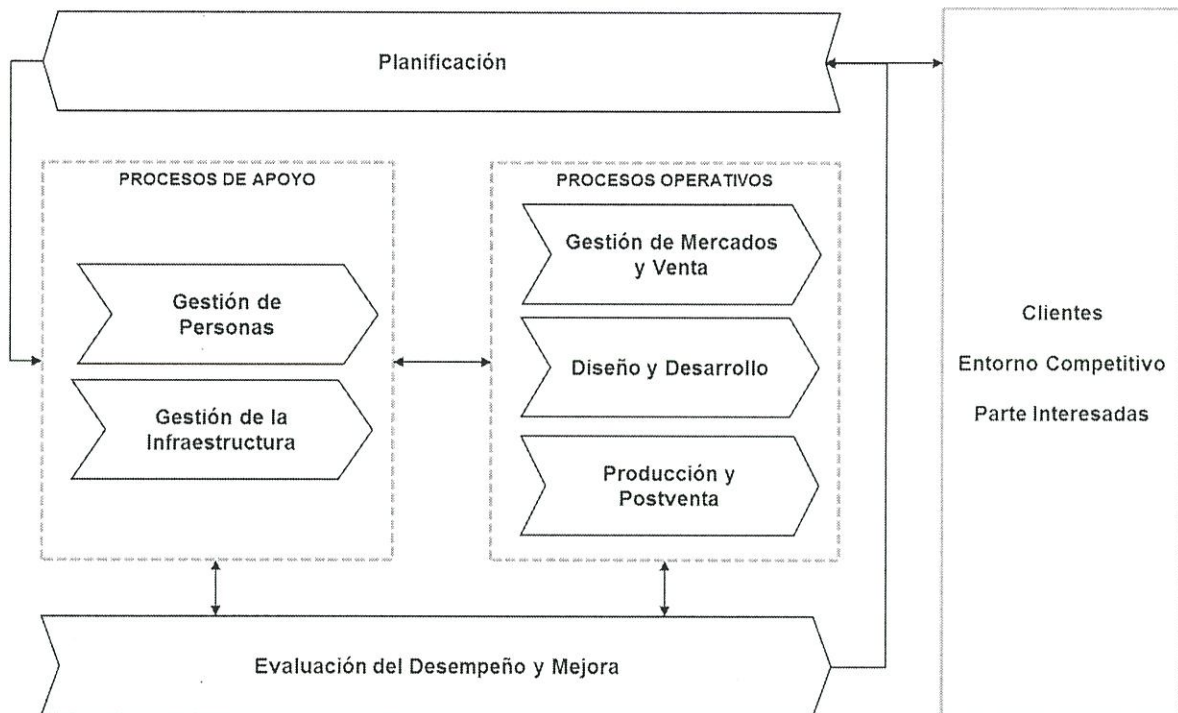 Planificación
PROCESOS DE APOYO
Gestión de
Personas
Gestión de la
Infraestructura
PROCESOS OPERATIVOS
Gestión de Mercados
y Venta
Diseño y Desarrollo
Producción y
Postventa
Evaluación del Desempeño y Mejora
Clientes
Entorno Competitivo
Parte Interesadas